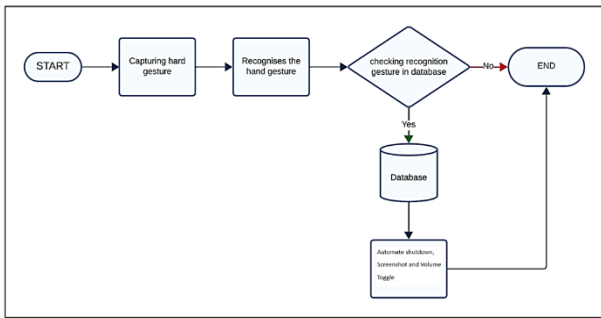 START
Capturing hard
gesture
Recognises the
hand gesture
checking recognition
gesture in database
No
END
Yes
Database
Automate shutdown,
Screenshot and Volume
Toggle